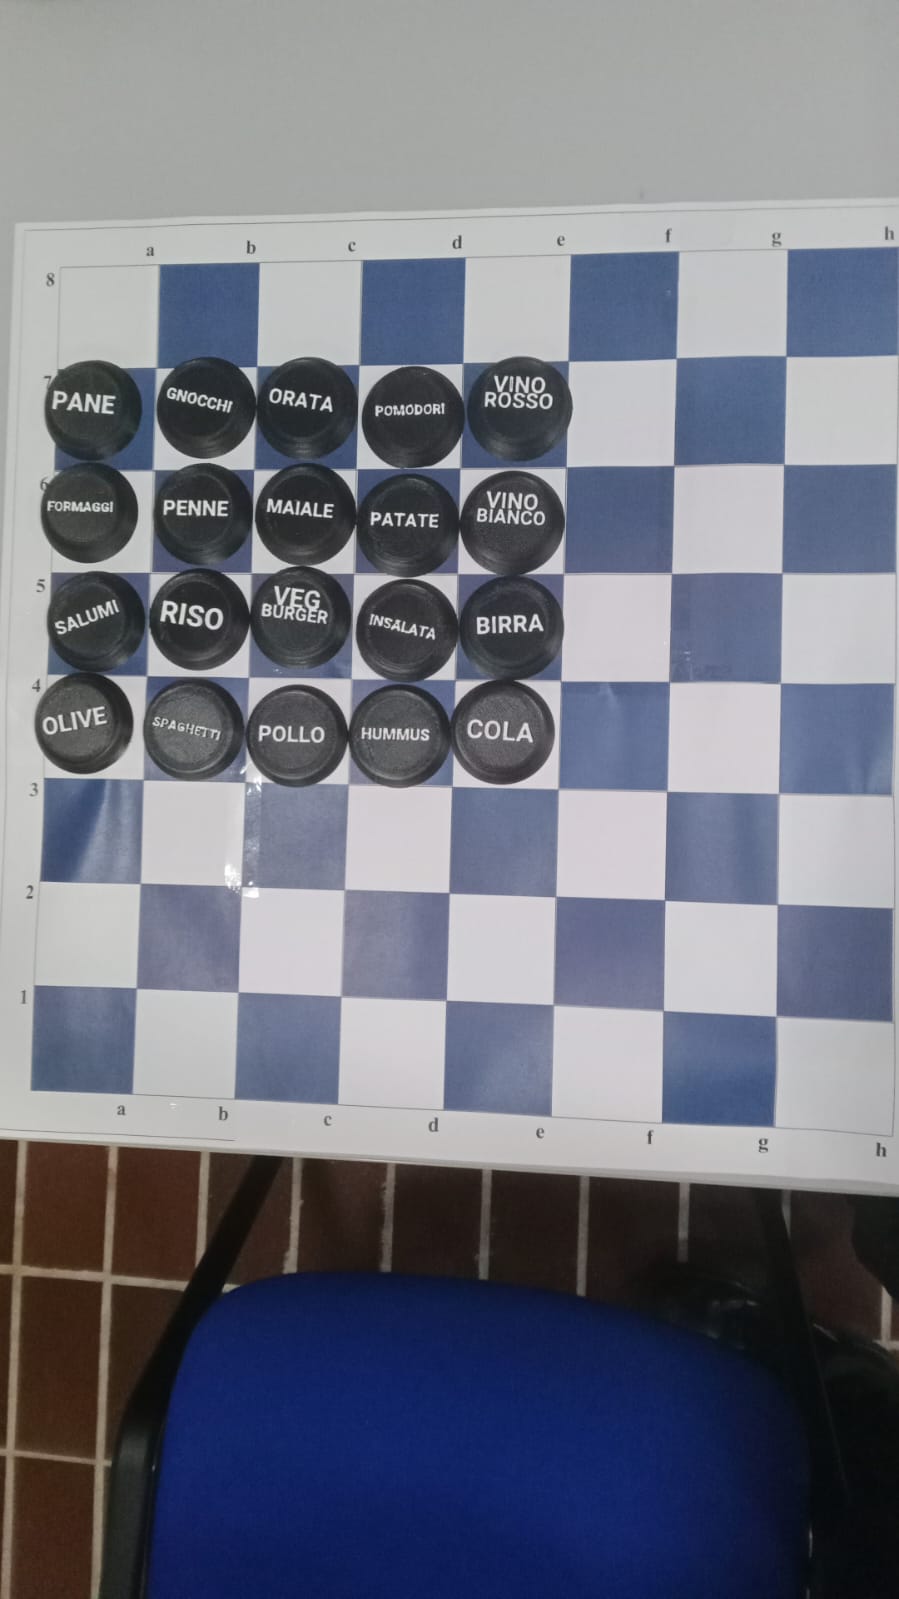 a b c d e f g h
8
7
PANE GNOCCHI ORATA POMODORI VINO ROSSO
6
FORMAGGI PENNE MAIALE PATATE VINO BIANCO
5
SALUMI RISO VEG BURGER INSALATA BIRRA
4
OLIVE SPAGHETTI POLLO HUMMUS COLA
3
2
1
a b c d e f g h